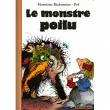 Henriette Bichonnier · Pef
Le monstre
poilu